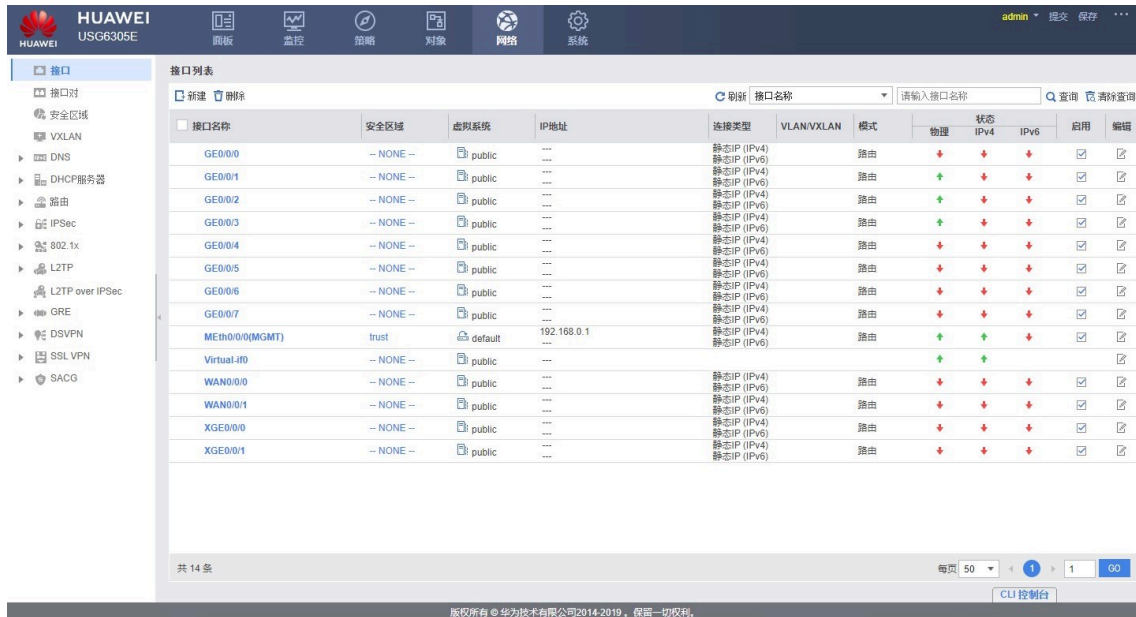 HUAWEI
HUAWEI
USG6305E
面板
监控
策略
对象
网络
系统
admin 提交 保存 ...
接口
接口对
安全区域
VXLAN
DNS
DHCP服务器
路由
IPSec
802.1x
L2TP
L2TP over IPSec
GRE
DSVPN
SSL VPN
SACG
接口列表
新建 删除 刷新 接口名称 请输入接口名称 查询 清除查询
接口名称 安全区域 虚拟系统 IP地址 连接类型 VLAN/VXLAN 模式 状态 启用 编辑
物理 IPv4 IPv6
GE0/0/0 -- NONE -- public --- 静态IP (IPv4) 路由
--- 静态IP (IPv6)
GE0/0/1 -- NONE -- public --- 静态IP (IPv4) 路由
--- 静态IP (IPv6)
GE0/0/2 -- NONE -- public --- 静态IP (IPv4) 路由
--- 静态IP (IPv6)
GE0/0/3 -- NONE -- public --- 静态IP (IPv4) 路由
--- 静态IP (IPv6)
GE0/0/4 -- NONE -- public --- 静态IP (IPv4) 路由
--- 静态IP (IPv6)
GE0/0/5 -- NONE -- public --- 静态IP (IPv4) 路由
--- 静态IP (IPv6)
GE0/0/6 -- NONE -- public --- 静态IP (IPv4) 路由
--- 静态IP (IPv6)
GE0/0/7 -- NONE -- public --- 静态IP (IPv4) 路由
--- 静态IP (IPv6)
MEth0/0/0(MGMT) trust default 192.168.0.1 静态IP (IPv4) 路由
--- 静态IP (IPv6)
Virtual-if0 -- NONE -- public ---
WAN0/0/0 -- NONE -- public --- 静态IP (IPv4) 路由
--- 静态IP (IPv6)
WAN0/0/1 -- NONE -- public --- 静态IP (IPv4) 路由
--- 静态IP (IPv6)
XGE0/0/0 -- NONE -- public --- 静态IP (IPv4) 路由
--- 静态IP (IPv6)
XGE0/0/1 -- NONE -- public --- 静态IP (IPv4) 路由
--- 静态IP (IPv6)
共 14 条 每页 50 1 1 GO
CLI 控制台
版权所有 © 华为技术有限公司2014-2019 。保留一切权利。